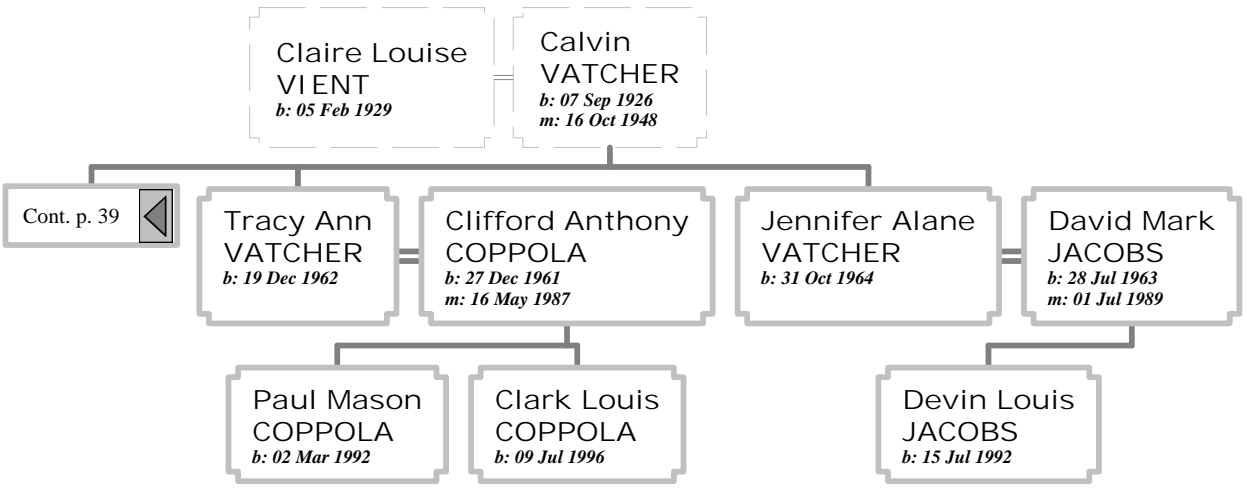 Claire Louise
VIENT
b: 05 Feb 1929
Calvin
VATCHER
b: 07 Sep 1926
m: 16 Oct 1948
Cont. p. 39
Tracy Ann
VATCHER
b: 19 Dec 1962
Clifford Anthony
COPPOLA
b: 27 Dec 1961
m: 16 May 1987
Jennifer Alane
VATCHER
b: 31 Oct 1964
David Mark
JACOBS
b: 28 Jul 1963
m: 01 Jul 1989
Paul Mason
COPPOLA
b: 02 Mar 1992
Clark Louis
COPPOLA
b: 09 Jul 1996
Devin Louis
JACOBS
b: 15 Jul 1992